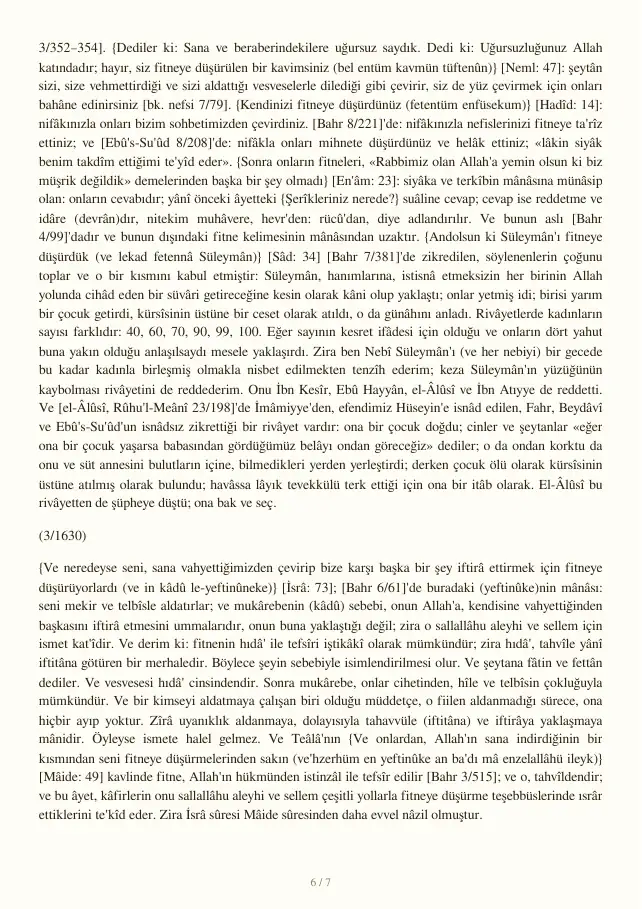 3/352–354]. {Dediler ki: Sana ve beraberindekilere uğursuz saydık. Dedi ki: Uğursuzluğunuz Allah
katındadır; hayır, siz fitneye düşürülen bir kavimsiniz (bel entüm kavmün tüftenûn)} [Neml: 47]: şeytân
sizi, size vehmettirdiği ve sizi aldattığı vesveselerle dilediği gibi çevirir, siz de yüz çevirmek için onları
bahâne edinirsiniz [bk. nefsi 7/79]. {Kendinizi fitneye düşürdünüz (fetentüm enfüsekum)} [Hadîd: 14]:
nifâkınızla onları bizim sohbetimizden çevirdiniz. [Bahr 8/221]'de: nifâkınızla nefislerinizi fitneye ta'rîz
ettiniz; ve [Ebû's-Su'ûd 8/208]'de: nifâkla onları mihnete düşürdünüz ve helâk ettiniz; «lâkin siyâk
benim takdîm ettiğimi te'yîd eder». {Sonra onların fitneleri, «Rabbimiz olan Allah'a yemin olsun ki biz
müşrik değildik» demelerinden başka bir şey olmadı} [En'âm: 23]: siyâka ve terkîbin mânâsına münâsip
olan: onların cevabıdır; yânî önceki âyetteki {Şerîkleriniz nerede?} suâline cevap; cevap ise reddetme ve
idâre (devrân)dır, nitekim muhâvere, hevr'den: rücû'dan, diye adlandırılır. Ve bunun aslı [Bahr
4/99]'dadır ve bunun dışındaki fitne kelimesinin mânâsından uzaktır. {Andolsun ki Süleymân'ı fitneye
düşürdük (ve lekad fetennâ Süleymân)} [Sâd: 34] [Bahr 7/381]'de zikredilen, söylenenlerin çoğunu
toplar ve o bir kısmını kabul etmiştir: Süleymân, hanımlarına, istisnâ etmeksizin her birinin Allah
yolunda cihâd eden bir süvâri getireceğine kesin olarak kâni olup yaklaştı; onlar yetmiş idi; birisi yarım
bir çocuk getirdi, kürsîsinin üstüne bir ceset olarak atıldı, o da günâhını anladı. Rivâyetlerde kadınların
sayısı farklıdır: 40, 60, 70, 90, 99, 100. Eğer sayının kesret ifâdesi için olduğu ve onların dört yahut
buna yakın olduğu anlaşılsaydı mesele yaklaşırdı. Zira ben Nebî Süleymân'ı (ve her nebiyi) bir gecede
bu kadar kadınla birleşmiş olmakla nisbet edilmekten tenzîh ederim; keza Süleymân'ın yüzüğünün
kaybolması rivâyetini de reddederim. Onu İbn Kesîr, Ebû Hayyân, el-Âlûsî ve İbn Atıyye de reddetti.
Ve [el-Âlûsî, Rûhu'l-Meânî 23/198]'de İmâmiyye'den, efendimiz Hüseyin'e isnâd edilen, Fahr, Beydâvî
ve Ebû's-Su'ûd'un isnâdsız zikrettiği bir rivâyet vardır: ona bir çocuk doğdu; cinler ve şeytanlar «eğer
ona bir çocuk yaşarsa babasından gördüğümüz belâyı ondan göreceğiz» dediler; o da ondan korktu da
onu ve süt annesini bulutların içine, bilmedikleri yerden yerleştirdi; derken çocuk ölü olarak kürsîsinin
üstüne atılmış olarak bulundu; havâssa lâyık tevekkülü terk ettiği için ona bir itâb olarak. El-Âlûsî bu
rivâyetten de şüpheye düştü; ona bak ve seç.
(3/1630)
{Ve neredeyse seni, sana vahyettiğimizden çevirip bize karşı başka bir şey iftirâ ettirmek için fitneye
düşürüyorlardı (ve in kâdû le-yeftinûneke)} [İsrâ: 73]; [Bahr 6/61]'de buradaki (yeftinûke)nin mânâsı:
seni mekir ve telbîsle aldatırlar; ve mukârebenin (kâdû) sebebi, onun Allah'a, kendisine vahyettiğinden
başkasını iftirâ etmesini ummalarıdır, onun buna yaklaştığı değil; zira o sallallâhu aleyhi ve sellem için
ismet kat'îdir. Ve derim ki: fitnenin hıdâ' ile tefsîri iştikâkî olarak mümkündür; zira hıdâ', tahvîle yânî
iftitâna götüren bir merhaledir. Böylece şeyin sebebiyle isimlendirilmesi olur. Ve şeytana fâtin ve fettân
dediler. Ve vesvesesi hıdâ' cinsindendir. Sonra mukârebe, onlar cihetinden, hîle ve telbîsin çokluğuyla
mümkündür. Ve bir kimseyi aldatmaya çalışan biri olduğu müddetçe, o fiilen aldanmadığı sürece, ona
hiçbir ayıp yoktur. Zîrâ uyanıklık aldanmaya, dolayısıyla tahavvüle (iftitâna) ve iftirâya yaklaşmaya
mânidir. Öyleyse ismete halel gelmez. Ve Teâlâ'nın {Ve onlardan, Allah'ın sana indirdiğinin bir
kısmından seni fitneye düşürmelerinden sakın (ve'hzerhüm en yeftinûke an ba'dı mâ enzelallâhü ileyk)}
[Mâide: 49] kavlinde fitne, Allah'ın hükmünden istinzâl ile tefsîr edilir [Bahr 3/515]; ve o, tahvîldendir;
ve bu âyet, kâfirlerin onu sallallâhu aleyhi ve sellem çeşitli yollarla fitneye düşürme teşebbüslerinde ısrâr
ettiklerini te'kîd eder. Zira İsrâ sûresi Mâide sûresinden daha evvel nâzil olmuştur.
6 / 7